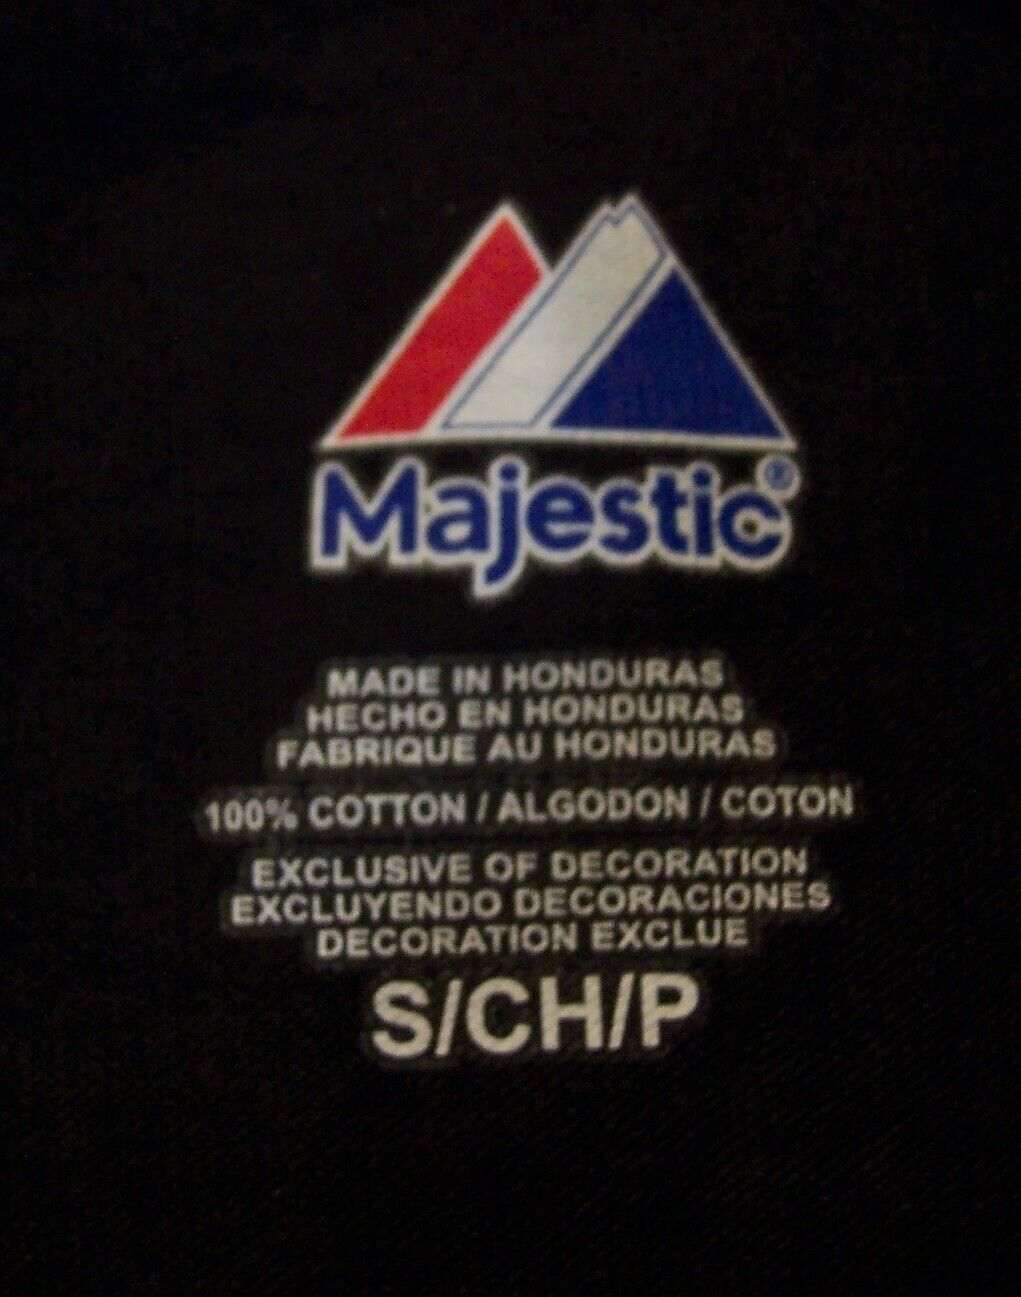 Majestic®
MADE IN HONDURAS
HECHO EN HONDURAS
FABRIQUE AU HONDURAS
100% COTTON / ALGODON / COTON
EXCLUSIVE OF DECORATION
EXCLUYENDO DECORACIONES
DECORATION EXCLUE
S/CH/P